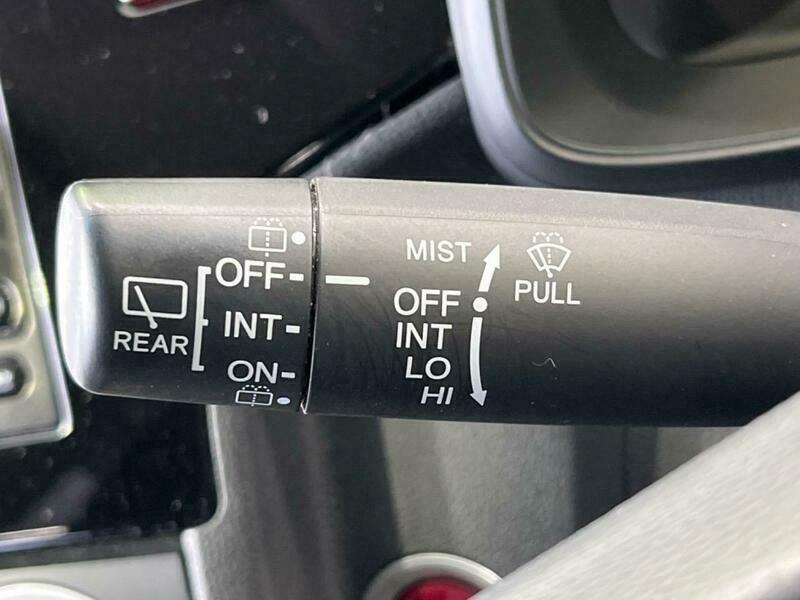 REAR
OFF
INT
ON
MIST
OFF
INT
LO
HI
PULL